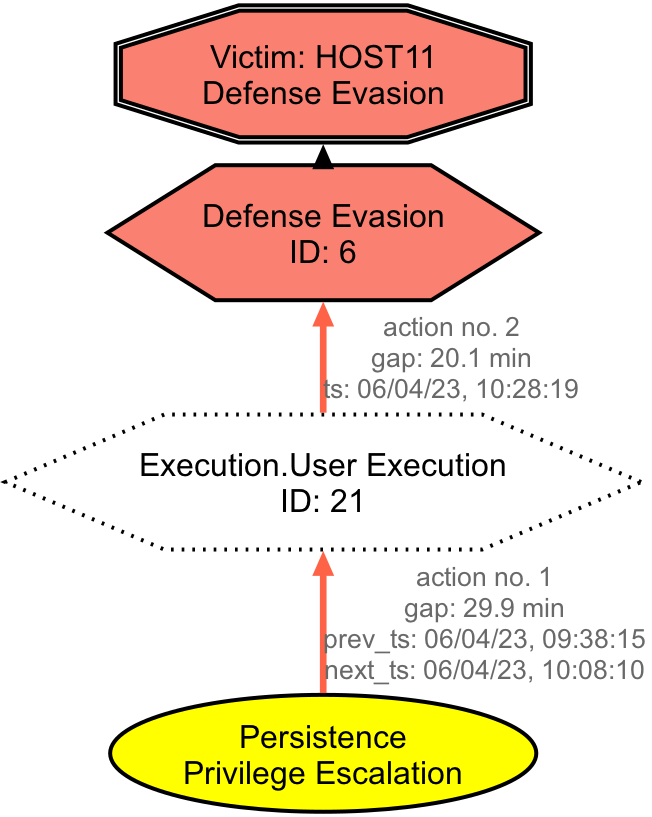 Victim: HOST11
Defense Evasion
Defense Evasion
ID: 6
action no. 2
gap: 20.1 min
ts: 06/04/23, 10:28:19
Execution.User Execution
ID: 21
action no. 1
gap: 29.9 min
prev_ts: 06/04/23, 09:38:15
next_ts: 06/04/23, 10:08:10
Persistence
Privilege Escalation